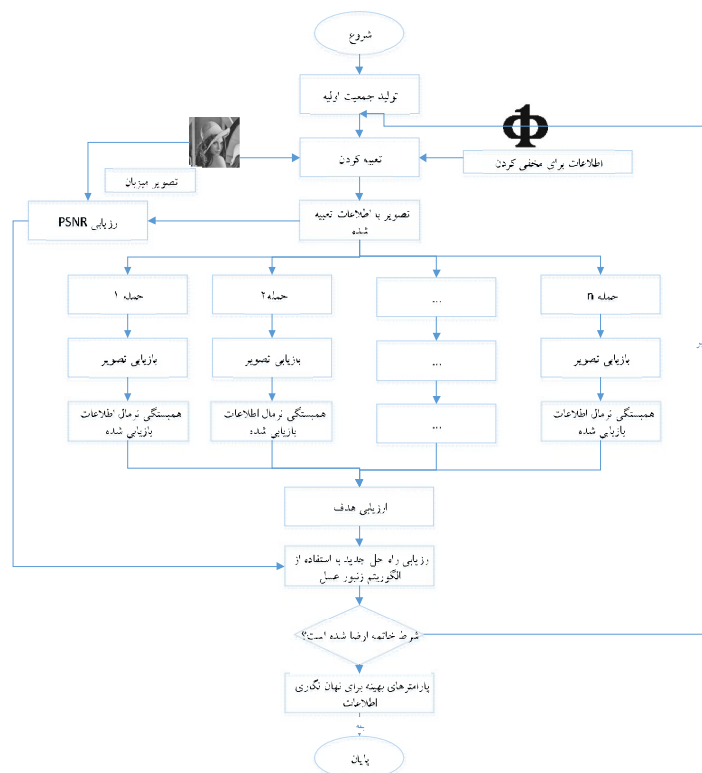 شروع
تولید جمعیت اولیه
تعبیه کردن
اطلاعات برای مخفی کردن
تصویر میزبان
تصویر با اطلاعات تعبیه
شده
رزیابی PSNR
حمله ۱
حمله۲
...
حمله n
بازیابی تصویر
بازیابی تصویر
...
بازیابی تصویر
همبستگی نرمال اطلاعات
بازیابی شده
همبستگی نرمال اطلاعات
بازیابی شده
...
همبستگی نرمال اطلاعات
بازیابی شده
ارزیابی هدف
رزیابی راه حل جدید با استفاده از
الگوریتم زنبور عسل
شرط خاتمه ارضا شده است؟
پارامترهای بهینه برای نهان نگاری
اطلاعات
پایان